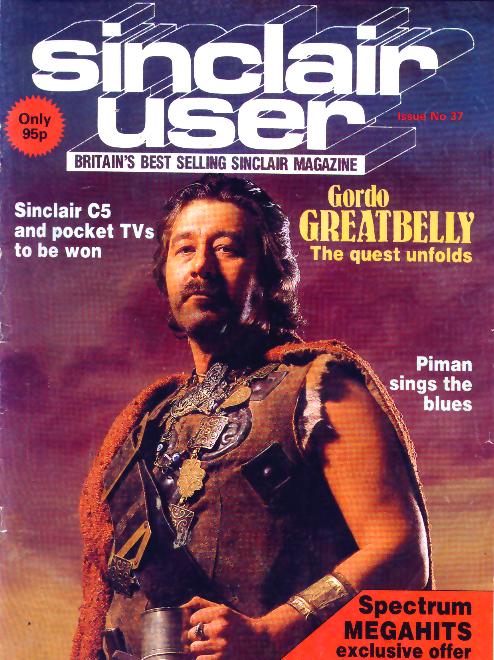 sinclair
user
Issue No 37
Only
95p
BRITAIN'S BEST SELLING SINCLAIR MAGAZINE
Sinclair C5
and pocket TVs
to be won
Gordo
GREATBELLY
The quest unfolds
Piman
sings the
blues
Spectrum
MEGAHITS
exclusive offer